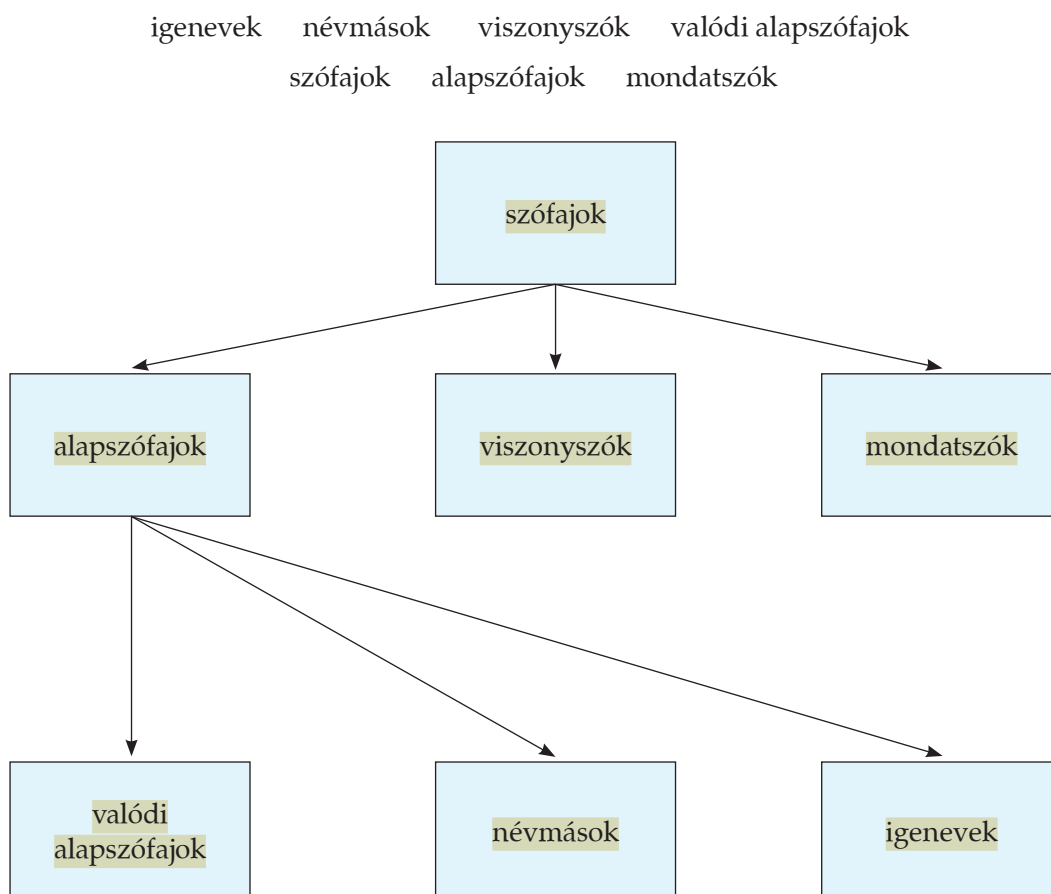 igenevek névmások viszonyszók valódi alapszófajok
szófajok alapszófajok mondatszók
szófajok
alapszófajok
viszonyszók
mondatszók
valódi
alapszófajok
névmások
igenevek